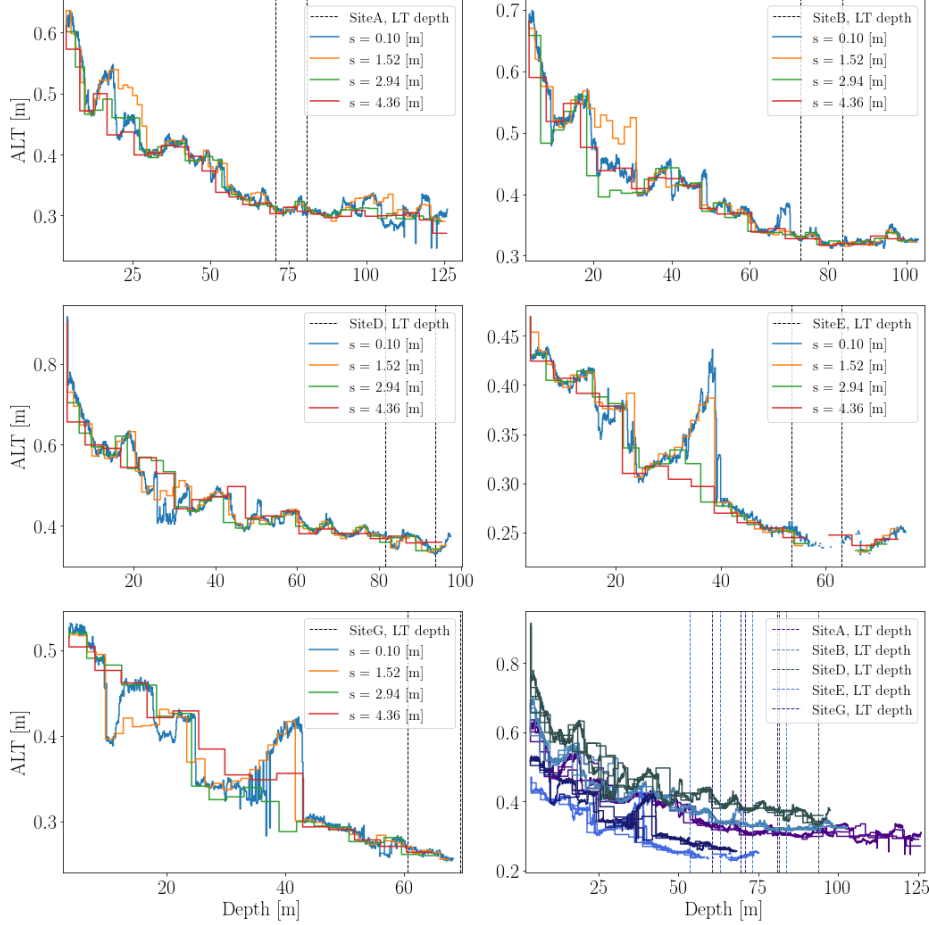 SiteA, LT depth
s = 0.10 [m]
s = 1.52 [m]
s = 2.94 [m]
s = 4.36 [m]
0.6
0.5
0.4
0.3
ALT [m]
25 50 75 100 125
SiteB, LT depth
s = 0.10 [m]
s = 1.52 [m]
s = 2.94 [m]
s = 4.36 [m]
0.7
0.6
0.5
0.4
0.3
20 40 60 80 100
SiteD, LT depth
s = 0.10 [m]
s = 1.52 [m]
s = 2.94 [m]
s = 4.36 [m]
0.8
0.6
0.4
ALT [m]
20 40 60 80 100
SiteE, LT depth
s = 0.10 [m]
s = 1.52 [m]
s = 2.94 [m]
s = 4.36 [m]
0.45
0.40
0.35
0.30
0.25
20 40 60
SiteG, LT depth
s = 0.10 [m]
s = 1.52 [m]
s = 2.94 [m]
s = 4.36 [m]
0.5
0.4
0.3
ALT [m]
20 40 60
Depth [m]
SiteA, LT depth
SiteB, LT depth
SiteD, LT depth
SiteE, LT depth
SiteG, LT depth
0.8
0.6
0.4
0.2
25 50 75 100 125
Depth [m]